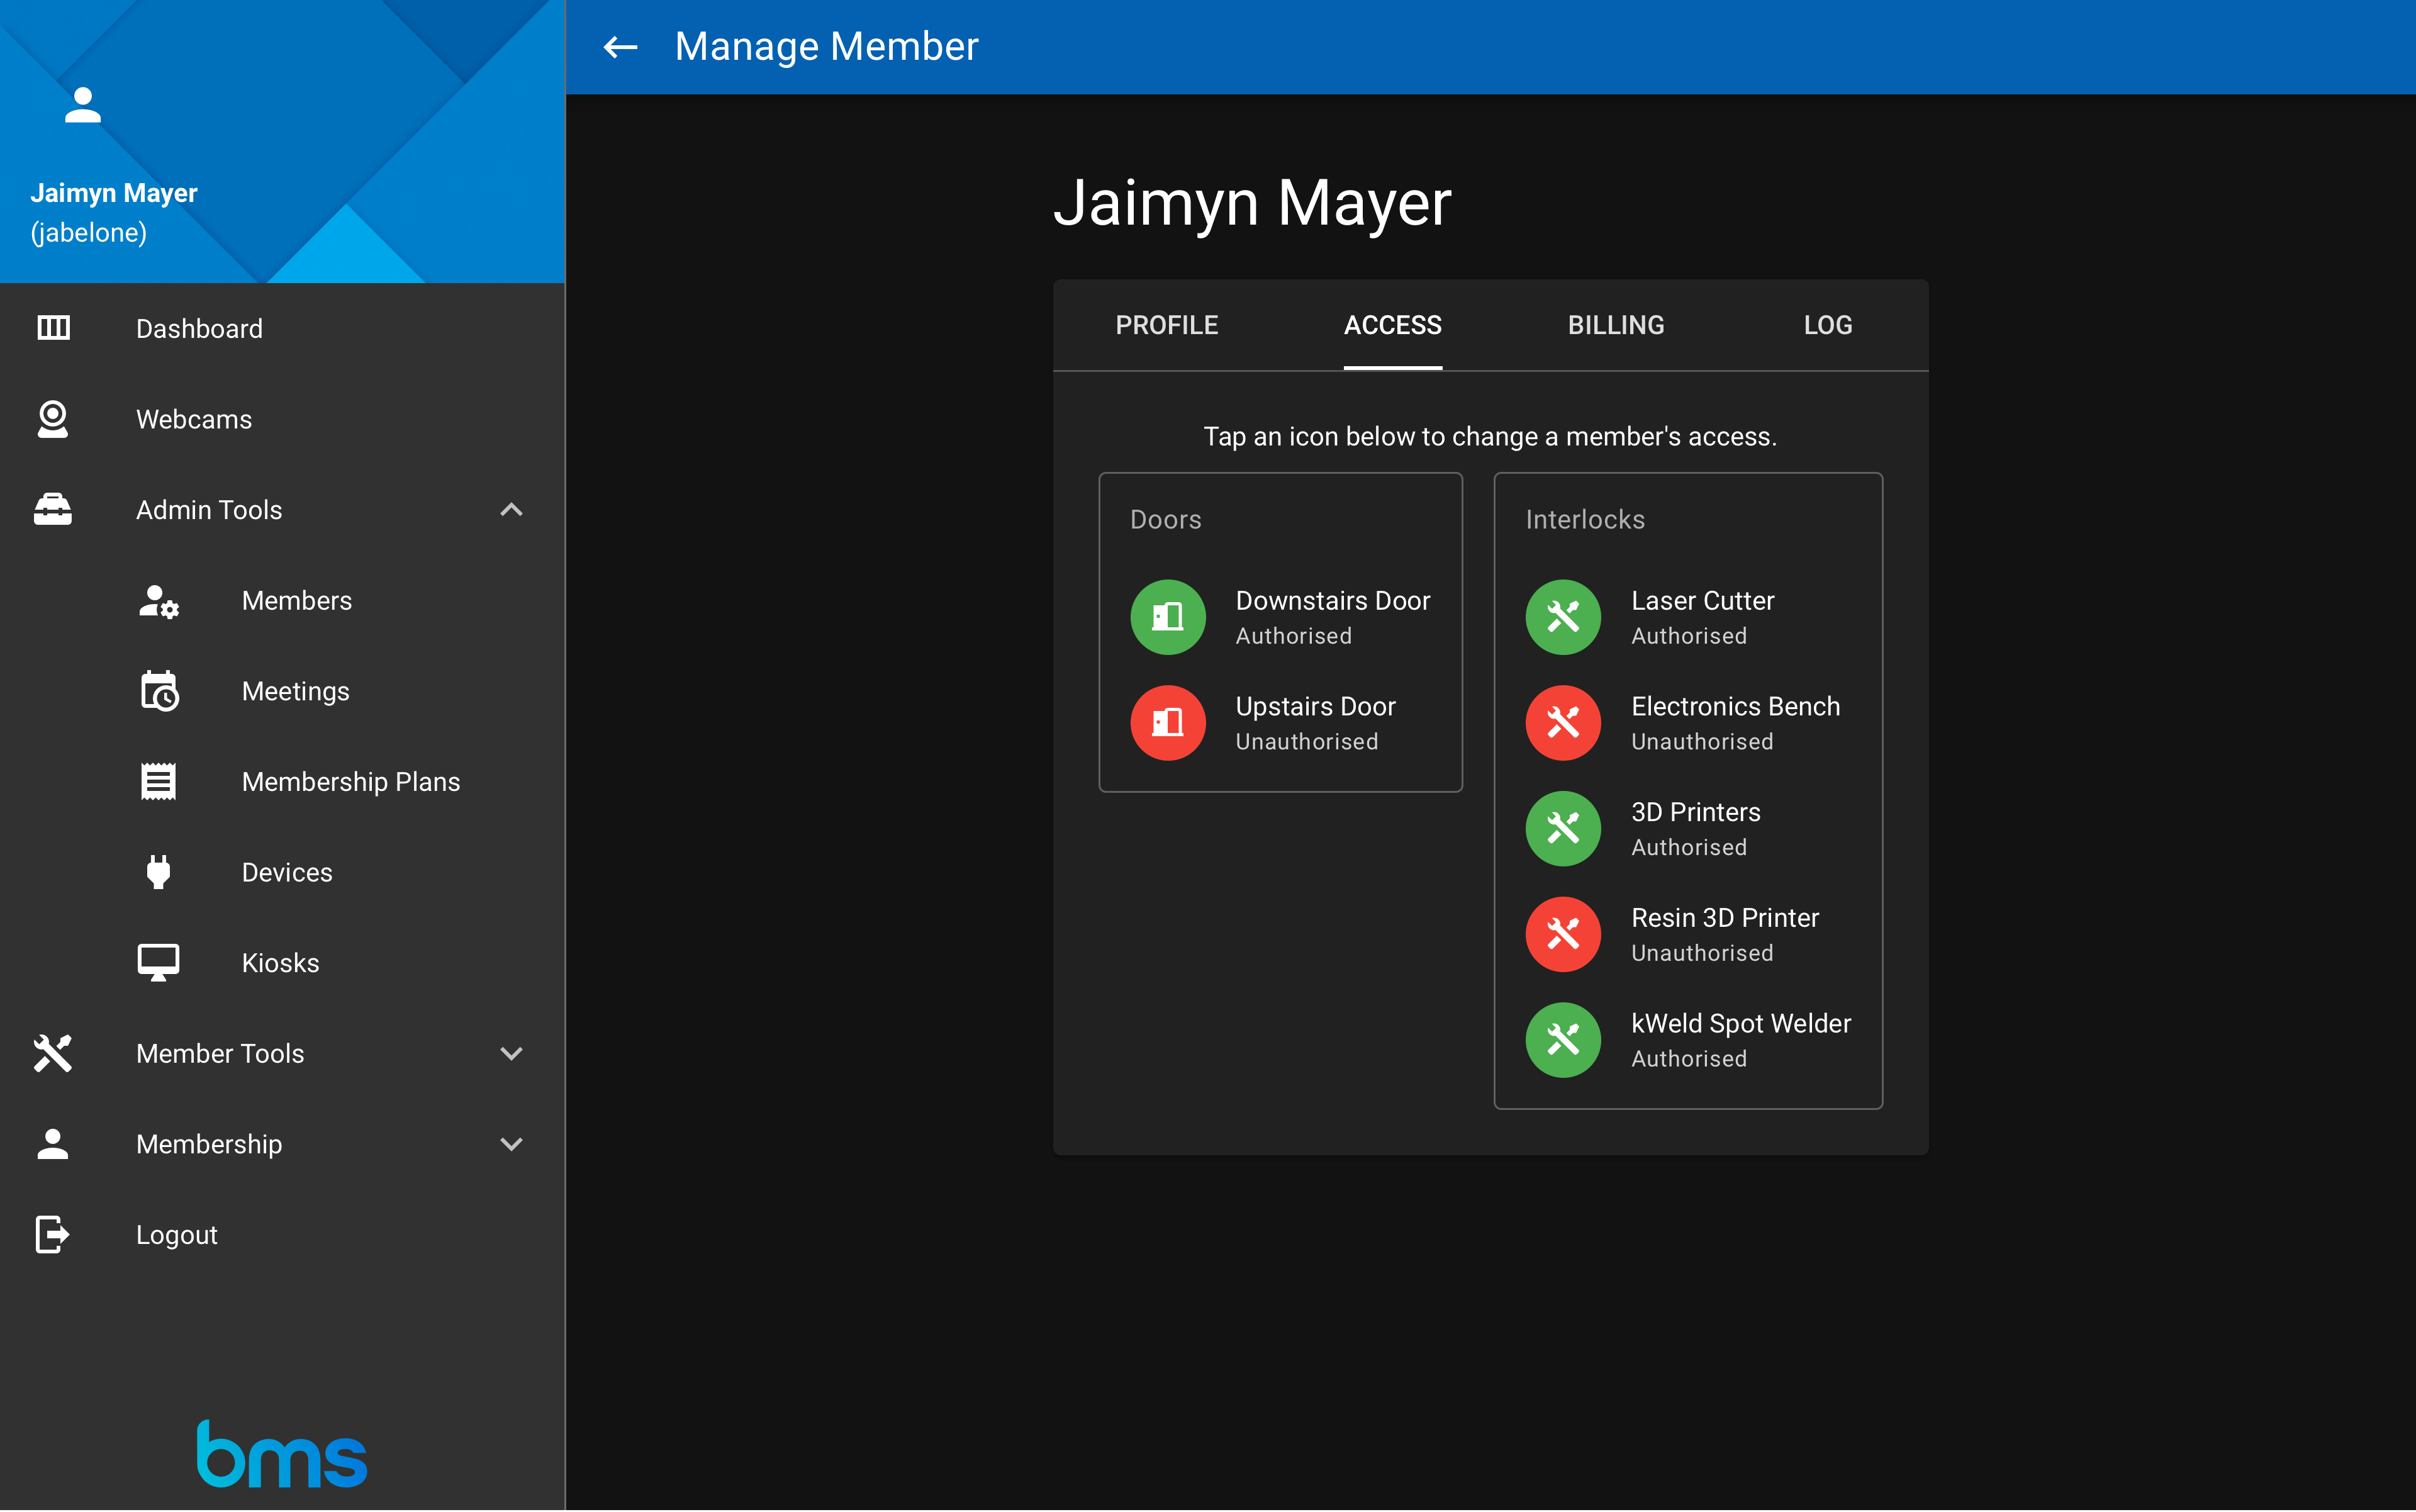 Jaimyn Mayer
(jabelone)
Dashboard
Webcams
Admin Tools
Members
Meetings
Membership Plans
Devices
Kiosks
Member Tools
Membership
Logout
bms
Manage Member
Jaimyn Mayer
PROFILE ACCESS BILLING LOG
Tap an icon below to change a member's access.
Doors
Downstairs Door
Authorised
Upstairs Door
Unauthorised
Interlocks
Laser Cutter
Authorised
Electronics Bench
Unauthorised
3D Printers
Authorised
Resin 3D Printer
Unauthorised
kWeld Spot Welder
Authorised